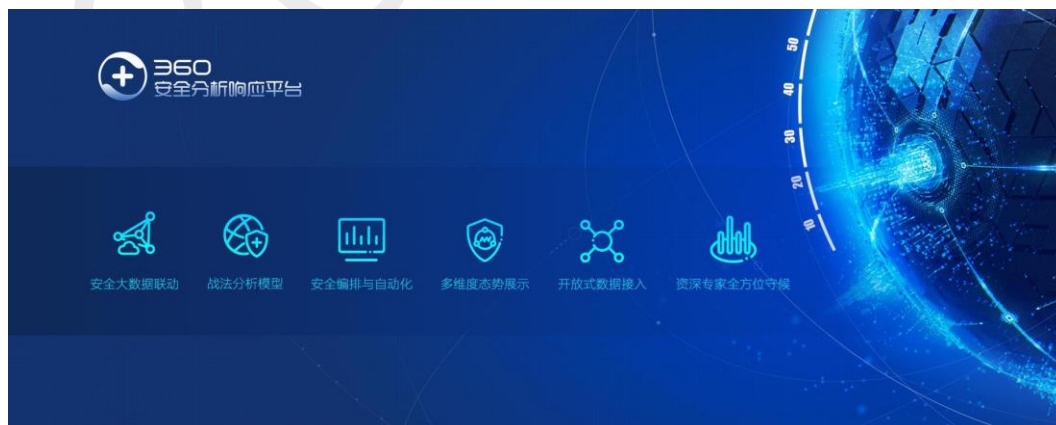 360
安全分析响应平台
50
40
30
20
10
安全大数据联动
战法分析模型
安全编排与自动化
多维度态势展示
开放式数据接入
资深专家全方位守候